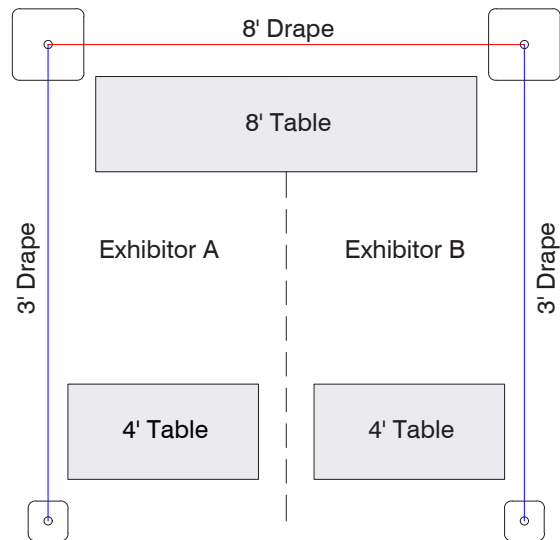 8' Drape
8' Table
3' Drape
Exhibitor A
Exhibitor B
3' Drape
4' Table
4' Table